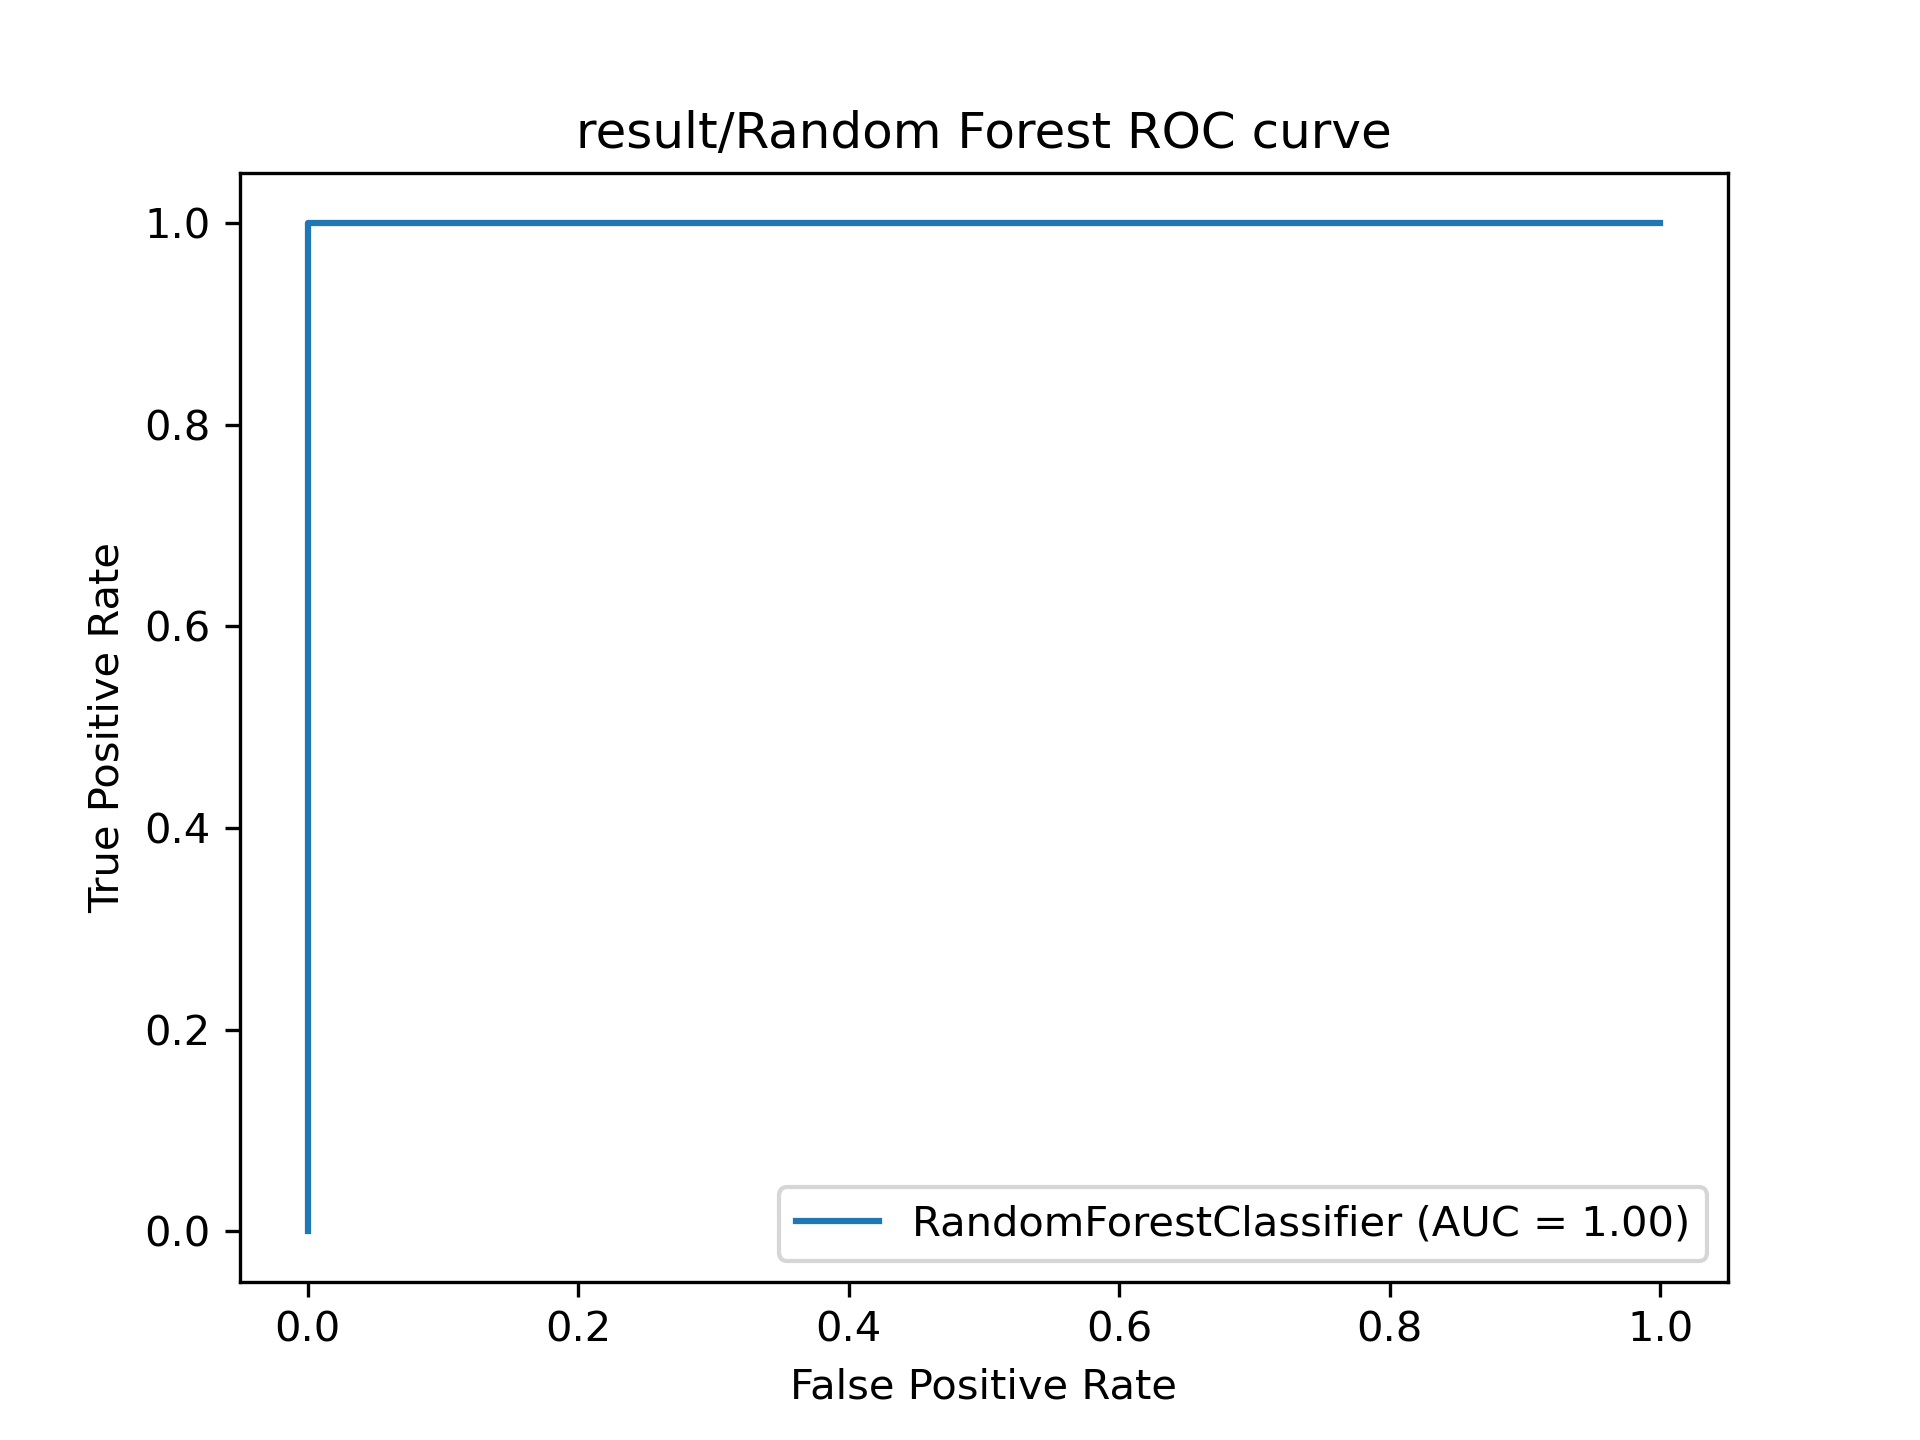 result/Random Forest ROC curve
True Positive Rate
1.0
0.8
0.6
0.4
0.2
0.0
RandomForestClassifier (AUC = 1.00)
0.0 0.2 0.4 0.6 0.8 1.0
False Positive Rate